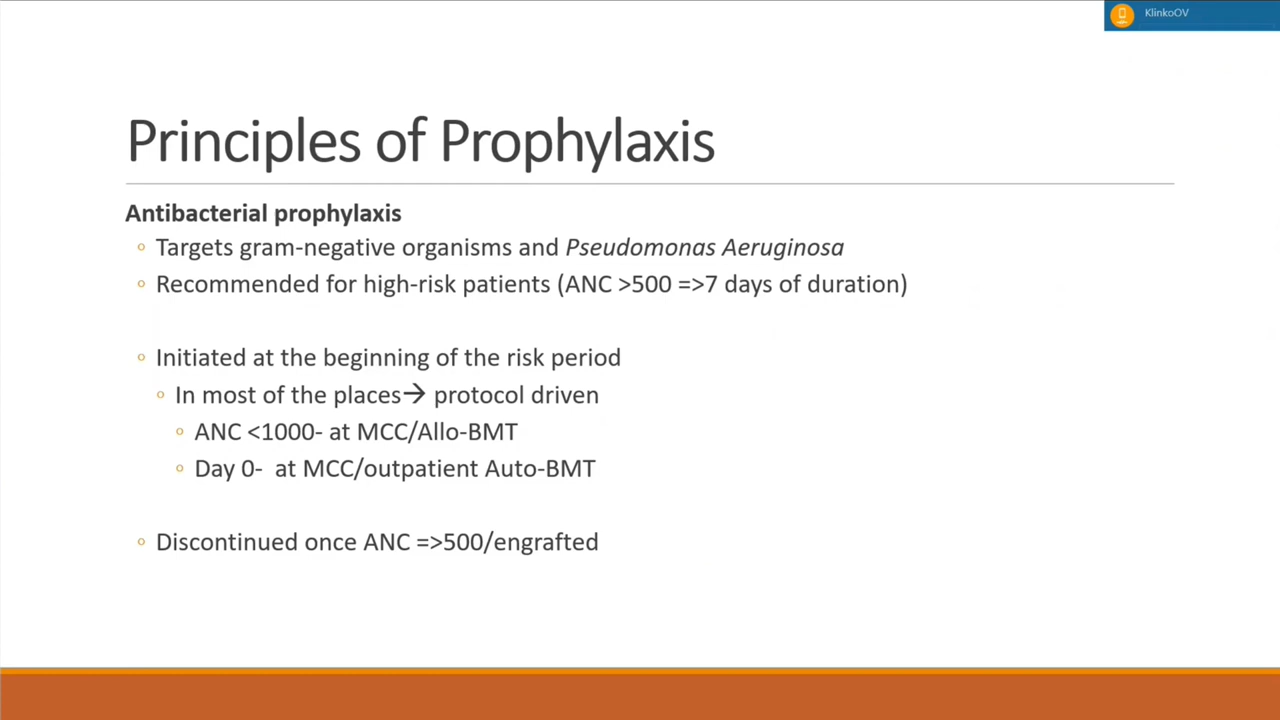 KlinkoOV
Principles of Prophylaxis
Antibacterial prophylaxis
Targets gram-negative organisms and Pseudomonas Aeruginosa
Recommended for high-risk patients (ANC >500 =>7 days of duration)
Initiated at the beginning of the risk period
In most of the places→ protocol driven
ANC <1000- at MCC/Allo-BMT
Day 0- at MCC/outpatient Auto-BMT
Discontinued once ANC =>500/engrafted